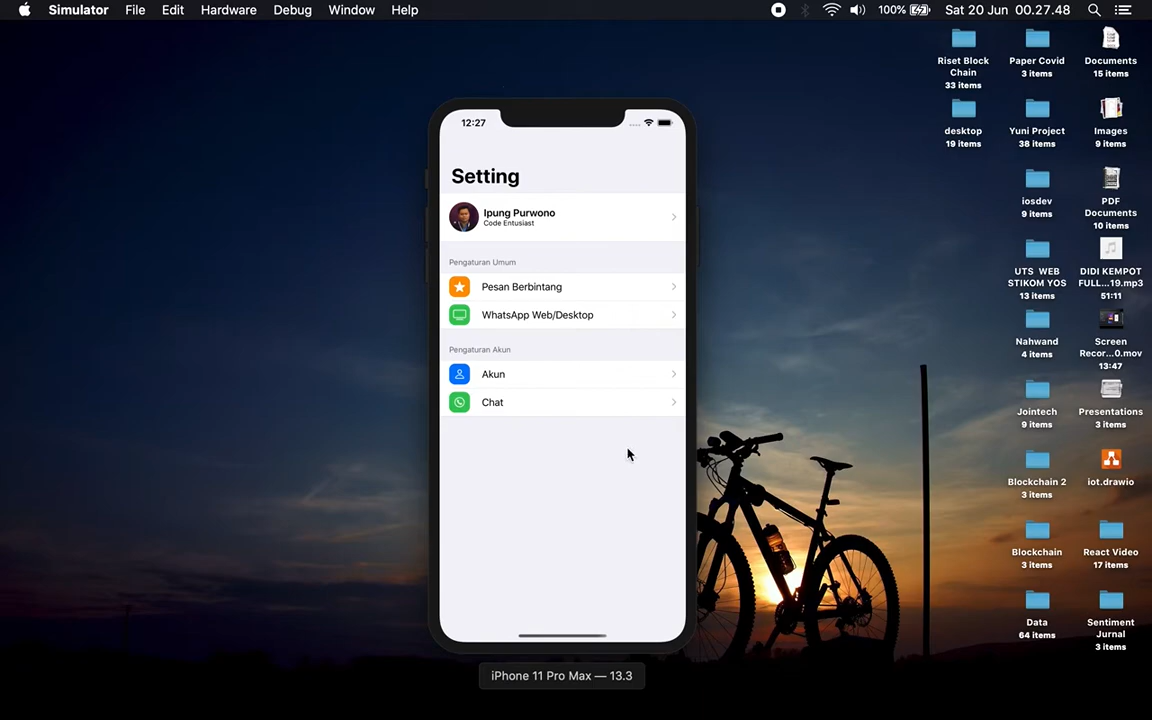 Simulator File Edit Hardware Debug Window Help 100% Sat 20 Jun 00.27.48
12:27
Setting
Ipung Purwono
Code Entusiast
Pengaturan Umum
Pesan Berbintang
WhatsApp Web/Desktop
Pengaturan Akun
Akun
Chat
iPhone 11 Pro Max — 13.3
Riset Block
Chain
33 items
Paper Covid
3 items
Documents
15 items
desktop
19 items
Yuni Project
38 items
Images
9 items
iosdev
9 items
PDF
Documents
10 items
UTS WEB
STIKOM YOS
13 items
DIDI KEMPOT
FULL...19.mp3
51:11
Nahwand
4 items
Screen
Recor...0.mov
13:47
Jointech
9 items
Presentations
3 items
Blockchain 2
3 items
iot.drawio
Blockchain
3 items
React Video
17 items
Data
64 items
Sentiment
Jurnal
3 items